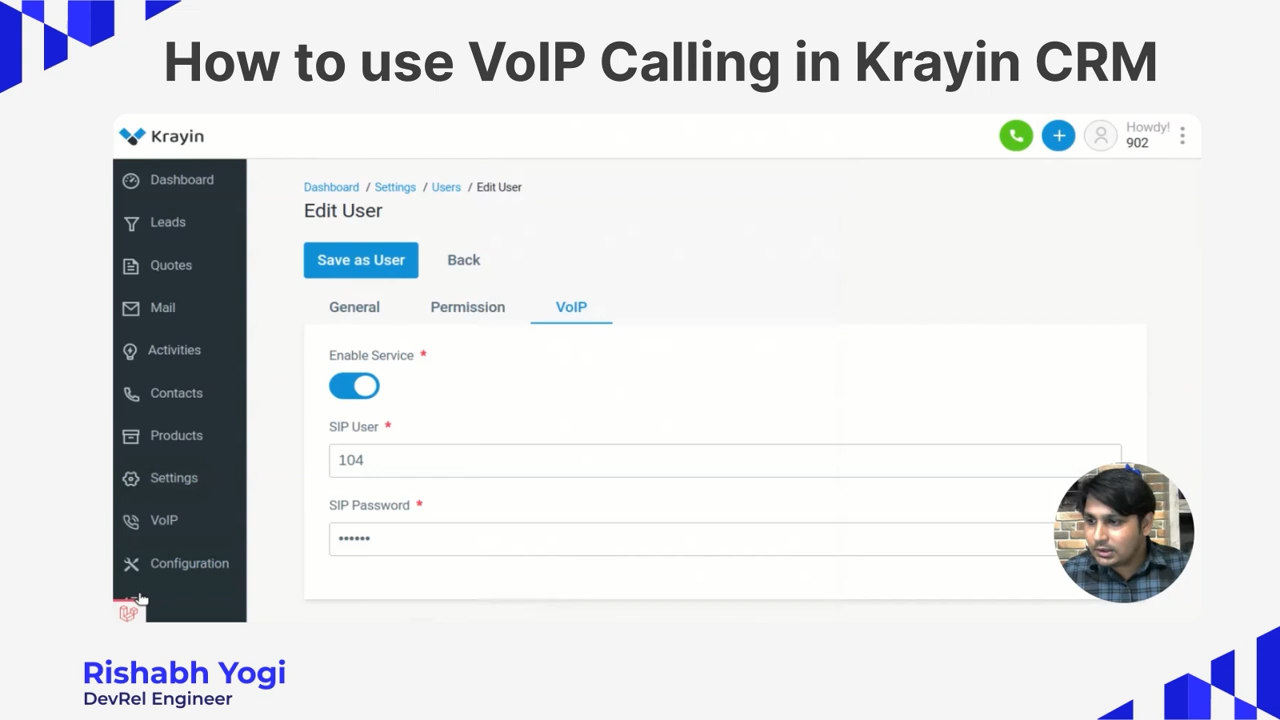 How to use VoIP Calling in Krayin CRM
Krayin
Howdy!
902
Dashboard
Leads
Quotes
Mail
Activities
Contacts
Products
Settings
VoIP
Configuration
Dashboard / Settings / Users / Edit User
Edit User
Save as User
Back
General
Permission
VoIP
Enable Service *
SIP User *
104
SIP Password *
••••••
Rishabh Yogi
DevRel Engineer